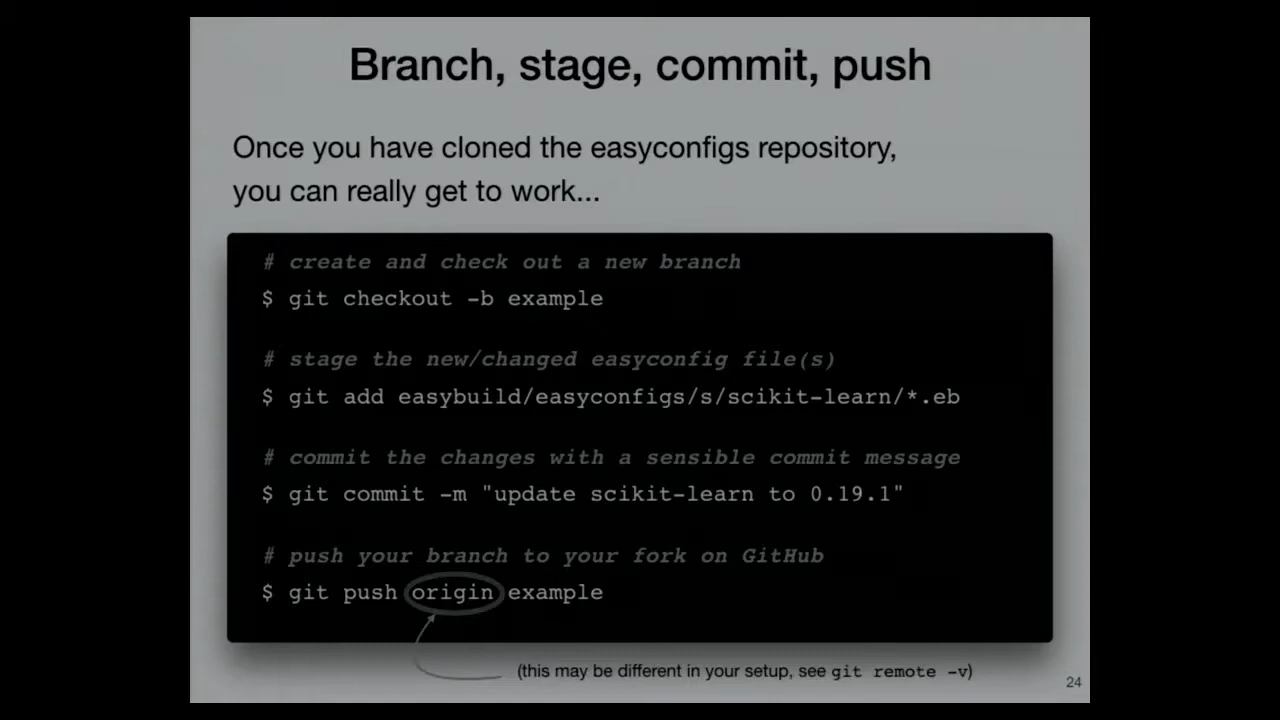 Branch, stage, commit, push
Once you have cloned the easyconfigs repository,
you can really get to work...
# create and check out a new branch
$ git checkout -b example
# stage the new/changed easyconfig file(s)
$ git add easybuild/easyconfigs/s/scikit-learn/*.eb
# commit the changes with a sensible commit message
$ git commit -m "update scikit-learn to 0.19.1"
# push your branch to your fork on GitHub
$ git push origin example
(this may be different in your setup, see git remote -v)
24